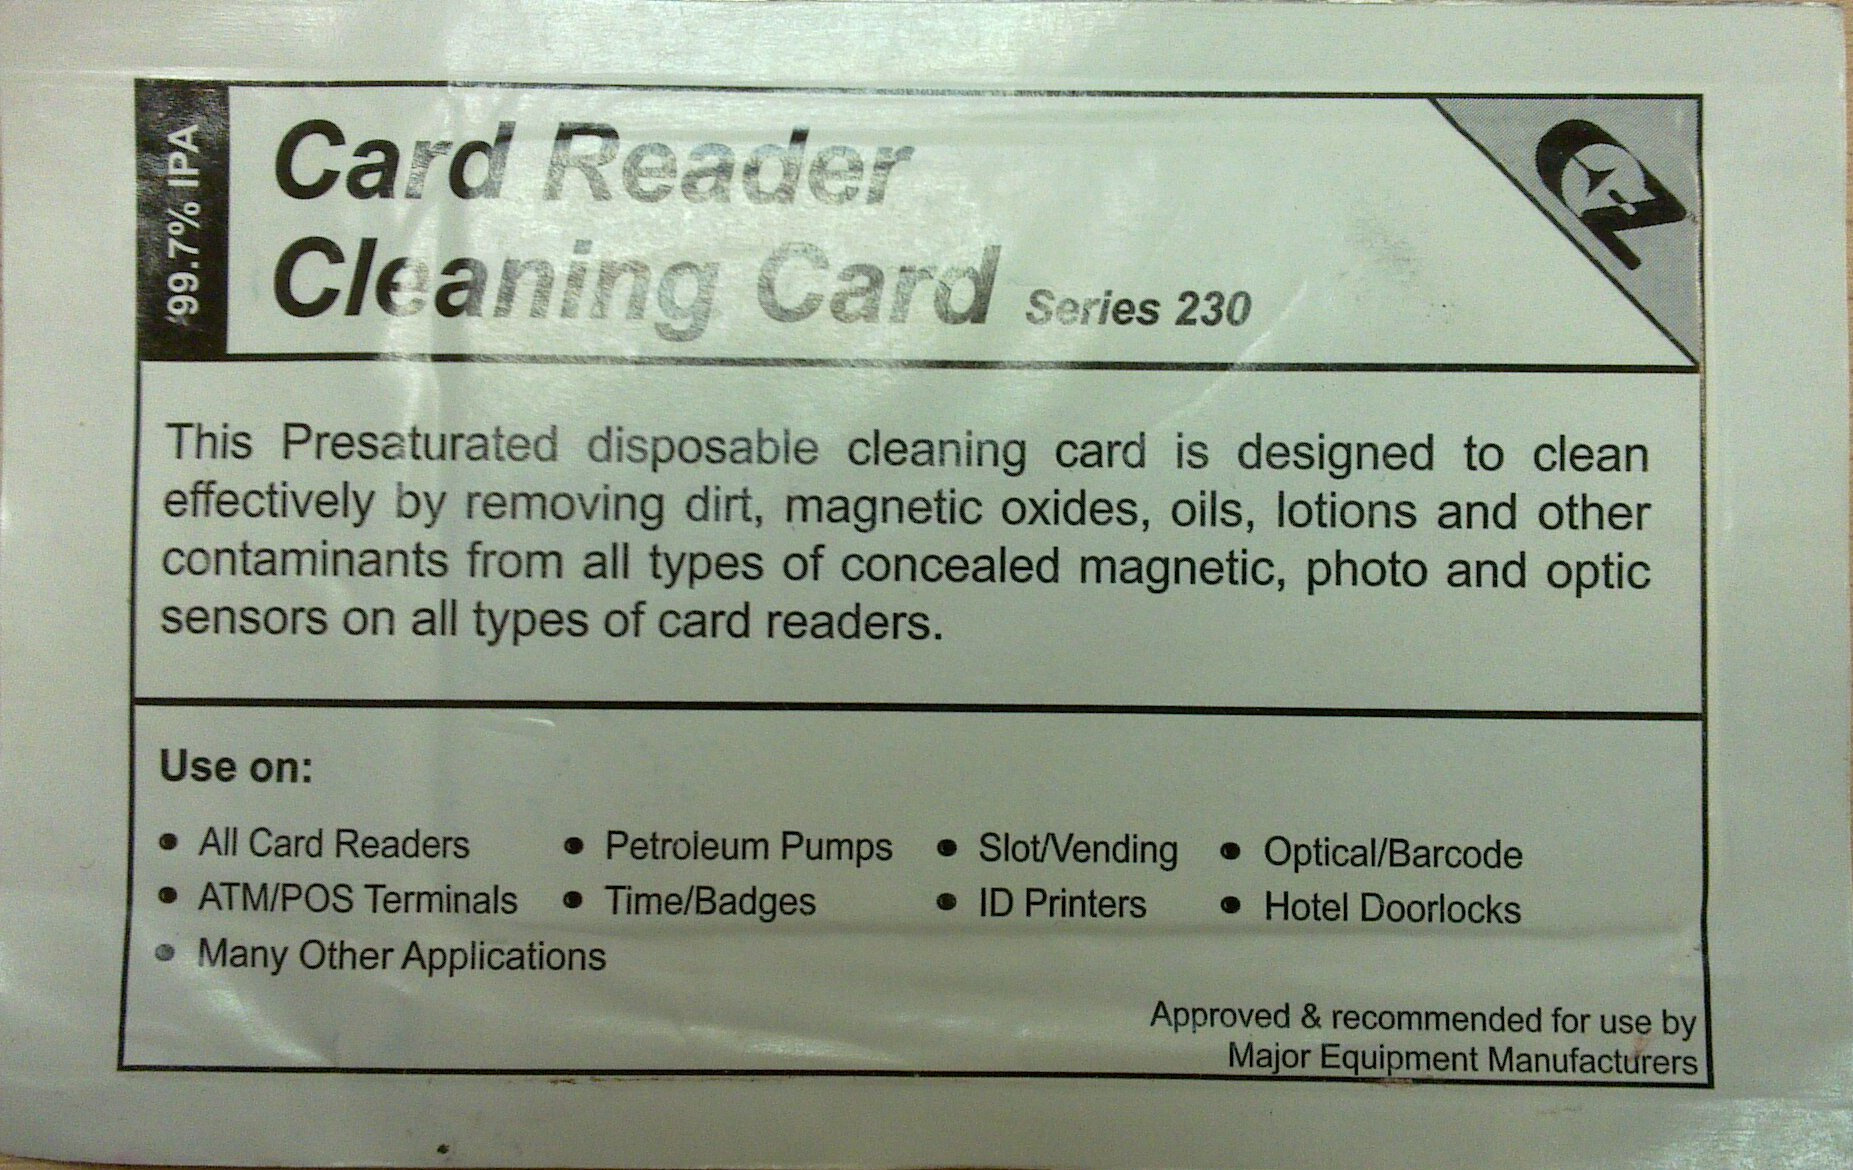 99.7% IPA
Card Reader
Cleaning Card Series 230
This Presaturated disposable cleaning card is designed to clean
effectively by removing dirt, magnetic oxides, oils, lotions and other
contaminants from all types of concealed magnetic, photo and optic
sensors on all types of card readers.
Use on:
• All Card Readers • Petroleum Pumps • Slot/Vending • Optical/Barcode
• ATM/POS Terminals • Time/Badges • ID Printers • Hotel Doorlocks
• Many Other Applications
Approved & recommended for use by
Major Equipment Manufacturers